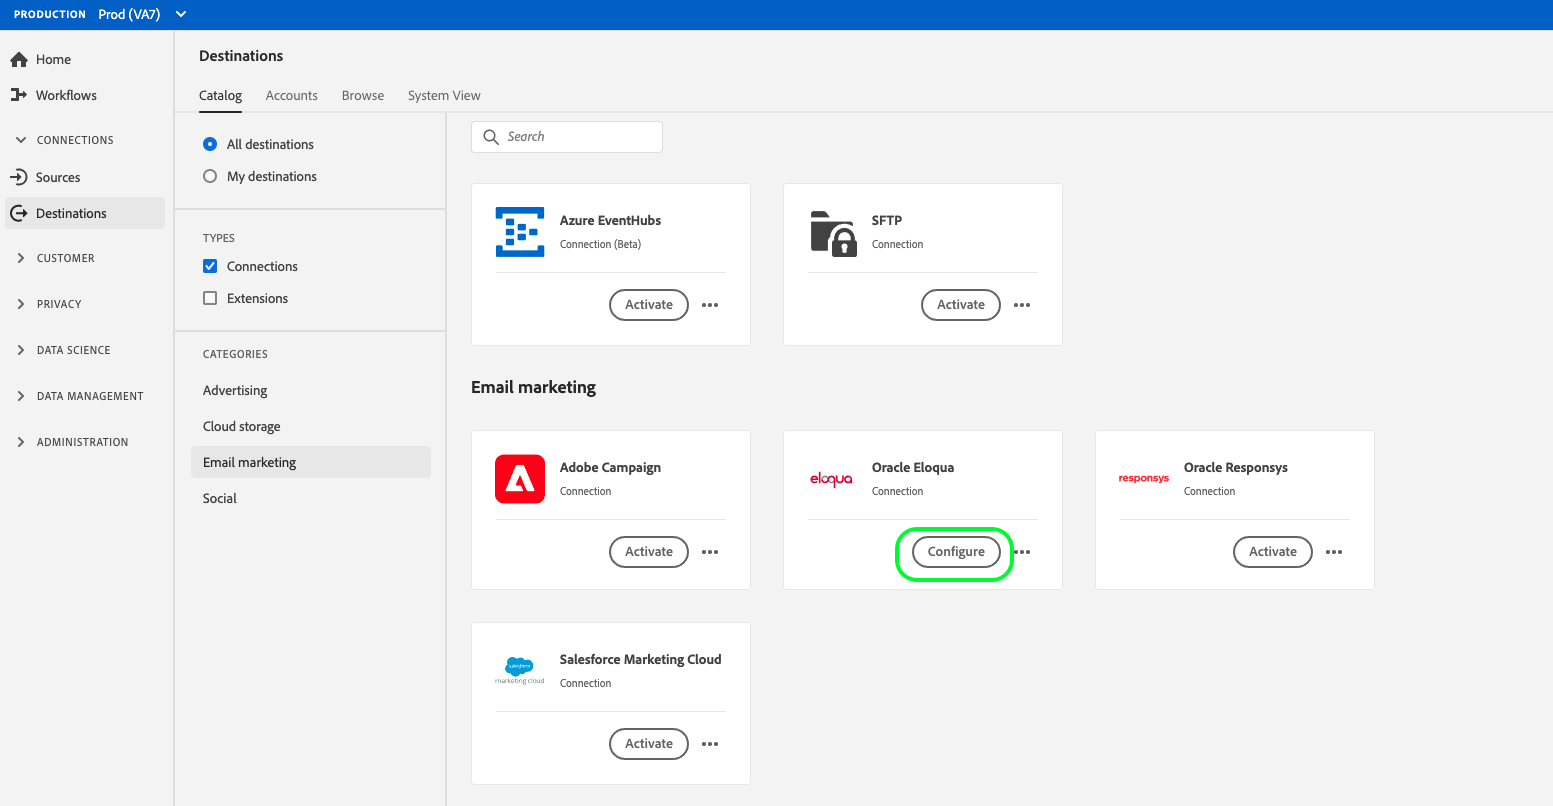 PRODUCTION Prod (VA7)
Home
Workflows
CONNECTIONS
Sources
Destinations
CUSTOMER
PRIVACY
DATA SCIENCE
DATA MANAGEMENT
ADMINISTRATION
Destinations
Catalog Accounts Browse System View
All destinations
My destinations
TYPES
Connections
Extensions
CATEGORIES
Advertising
Cloud storage
Email marketing
Social
Search
Azure EventHubs
Connection (Beta)
Activate
SFTP
Connection
Activate
Email marketing
Adobe Campaign
Connection
Activate
eloqua
Oracle Eloqua
Connection
Configure
responsys
Oracle Responsys
Connection
Activate
salesforce
marketing cloud
Salesforce Marketing Cloud
Connection
Activate